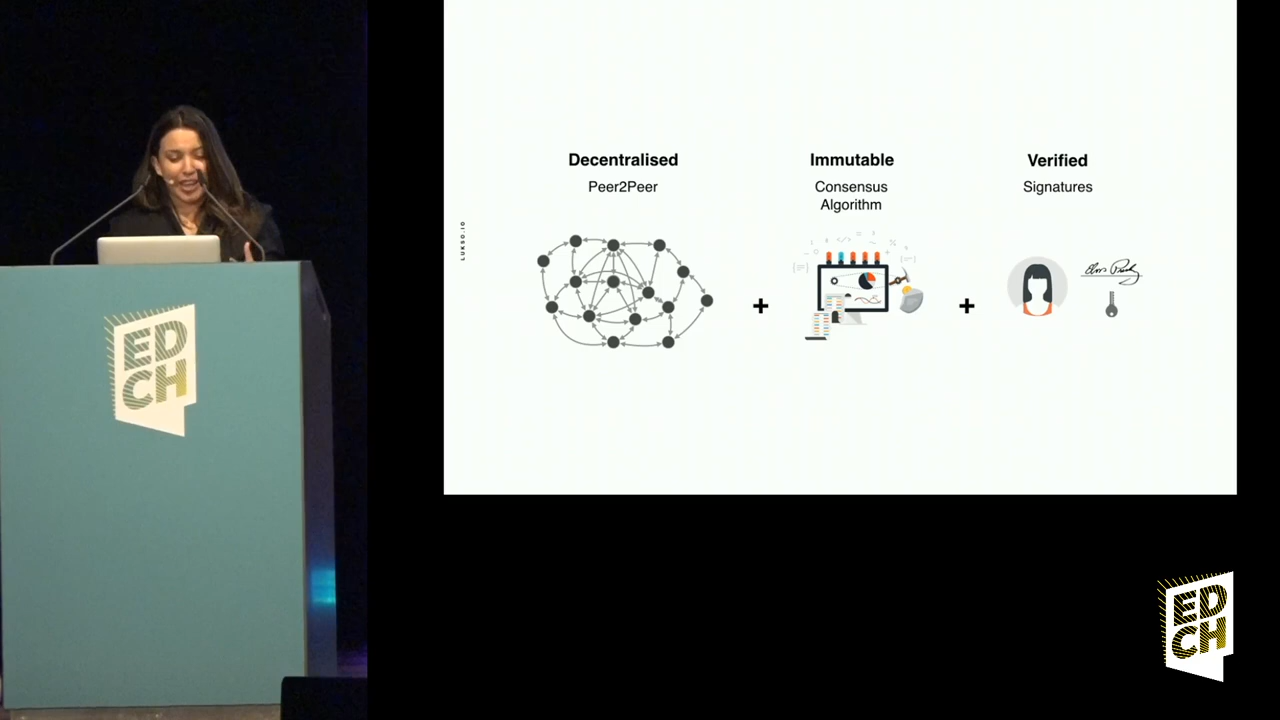 Decentralised
Peer2Peer
Immutable
Consensus
Algorithm
Verified
Signatures
LUKSO.IO
ED
CH
ED
CH